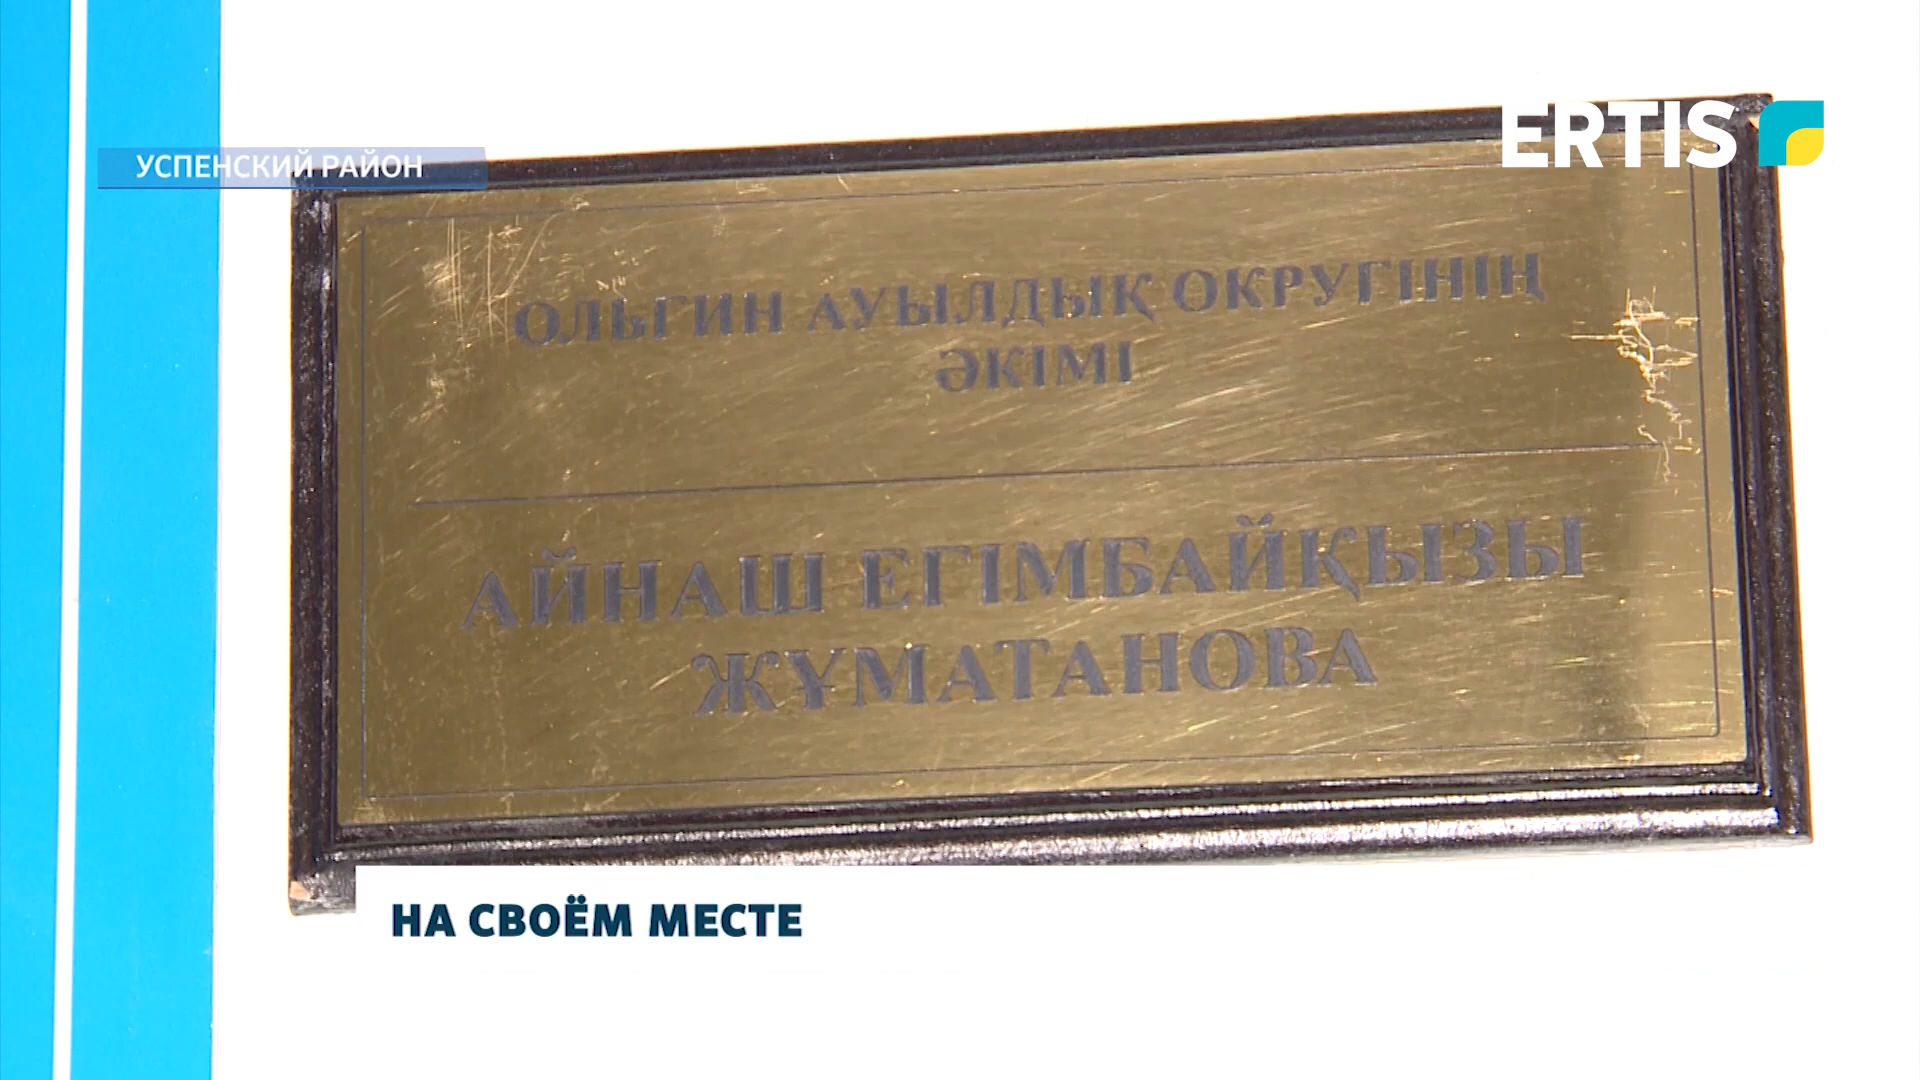 ERTIS
УСПЕНСКИЙ РАЙОН
ОЛЬГИН АУЫЛДЫҚ ОКРУГІНІҢ
ӘКІМІ
АЙНАШ ЕГІМБАЙҚЫЗЫ
ЖҰМАТАНОВА
НА СВОЁМ МЕСТЕ